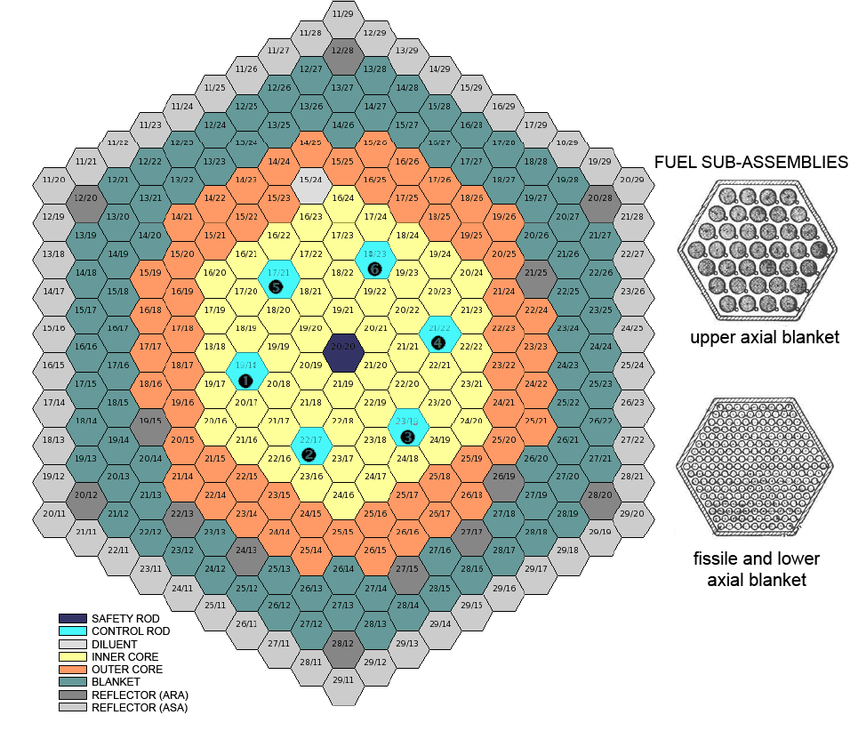 11/29
11/28 12/29
11/27 12/28 13/29
11/26 12/27 13/28 14/29
11/25 12/26 13/27 14/28 15/29
11/24 12/25 13/26 14/27 15/28 16/29
11/23 12/24 13/25 14/26 15/27 16/28 17/29
11/22 12/23 13/24 14/25 15/26 16/27 17/28 18/29
11/21 12/22 13/23 14/24 15/25 16/26 17/27 18/28 19/29
FUEL SUB-ASSEMBLIES
11/20 12/21 13/22 14/23 15/24 16/25 17/26 18/27 19/28 20/29
12/20 13/21 14/22 15/23 16/24 17/25 18/26 19/27 20/28
12/19 13/20 14/21 15/22 16/23 17/24 18/25 19/26 20/27 21/28
13/19 14/20 15/21 16/22 17/23 18/24 19/25 20/26 21/27
13/18 14/19 15/20 16/21 17/22 18/23 19/24 20/25 21/26 22/27
6
14/18 15/19 16/20 17/21 18/22 19/23 20/24 21/25 22/26
5
14/17 15/18 16/19 17/20 18/21 19/22 20/23 21/24 22/25 23/26
15/17 16/18 17/19 18/20 19/21 20/22 21/23 22/24 23/25
15/16 16/17 17/18 18/19 19/20 20/21 21/22 22/23 23/24 24/25
upper axial blanket
4
16/16 17/17 18/18 19/19 20/20 21/21 22/22 23/23 24/24
16/15 17/16 18/17 19/18 20/19 21/20 22/21 23/22 24/23 25/24
1
17/15 18/16 19/17 20/18 21/19 22/20 23/21 24/22 25/23
17/14 18/15 19/16 20/17 21/18 22/19 23/20 24/21 25/22 26/23
18/14 19/15 20/16 21/17 22/18 23/19 24/20 25/21 26/22
3
18/13 19/14 20/15 21/16 22/17 23/18 24/19 25/20 26/21 27/22
2
19/13 20/14 21/15 22/16 23/17 24/18 25/19 26/20 27/21
19/12 20/13 21/14 22/15 23/16 24/17 25/18 26/19 27/20 28/21
20/12 21/13 22/14 23/15 24/16 25/17 26/18 27/19 28/20
20/11 21/12 22/13 23/14 24/15 25/16 26/17 27/18 28/19 29/20
21/11 22/12 23/13 24/14 25/15 26/16 27/17 28/18 29/19
22/11 23/12 24/13 25/14 26/15 27/16 28/17 29/18
fissile and lower
axial blanket
23/11 24/12 25/13 26/14 27/15 28/16 29/17
24/11 25/12 26/13 27/14 28/15 29/16
25/11 26/12 27/13 28/14 29/15
26/11 27/12 28/13 29/14
27/11 28/12 29/13
28/11 29/12
29/11
SAFETY ROD
CONTROL ROD
DILUENT
INNER CORE
OUTER CORE
BLANKET
REFLECTOR (ARA)
REFLECTOR (ASA)